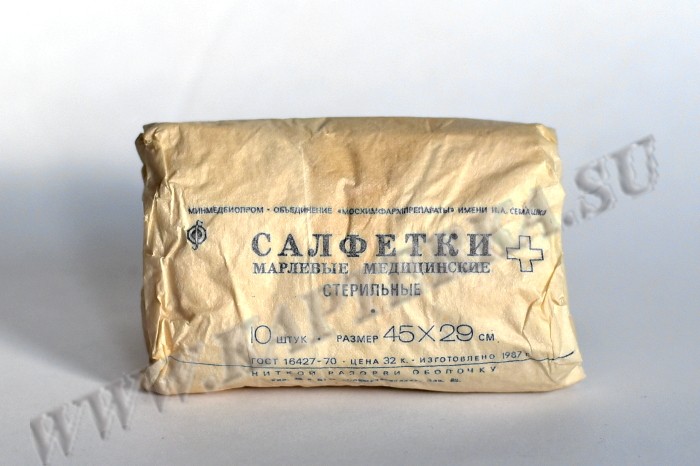 МИНМЕДБИОПРОМ · ОБЪЕДИНЕНИЕ «МОСХИМФАРМПРЕПАРАТЫ» ИМЕНИ Н.А. СЕМАШКО
САЛФЕТКИ
МАРЛЕВЫЕ МЕДИЦИНСКИЕ
СТЕРИЛЬНЫЕ
10 ШТУК · РАЗМЕР 45×29 СМ
ГОСТ 16427-70 · ЦЕНА 32 К. · ИЗГОТОВЛЕНО 1987 г.
НИТКОЙ РАЗОРВИ ОБОЛОЧКУ